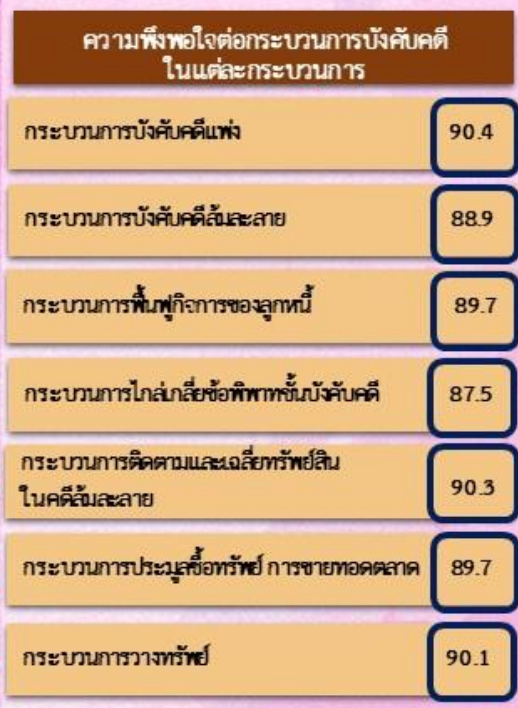 ความพึงพอใจต่อกระบวนการบังคับคดี
ในแต่ละกระบวนการ
กระบวนการบังคับคดีแพ่ง 90.4
กระบวนการบังคับคดีล้มละลาย 88.9
กระบวนการฟื้นฟูกิจการของลูกหนี้ 89.7
กระบวนการไกล่เกลี่ยข้อพิพาทชั้นบังคับคดี 87.5
กระบวนการติดตามและเฉลี่ยทรัพย์สิน
ในคดีล้มละลาย 90.3
กระบวนการประมูลซื้อทรัพย์ การขายทอดตลาด 89.7
กระบวนการวางทรัพย์ 90.1